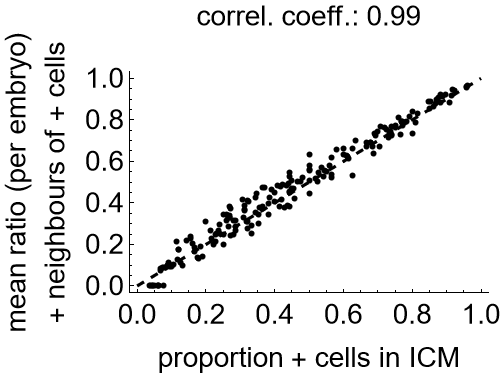 correl. coeff.: 0.99
mean ratio (per embryo)
+ neighbours of + cells
1.0
0.8
0.6
0.4
0.2
0.0
0.0 0.2 0.4 0.6 0.8 1.0
proportion + cells in ICM